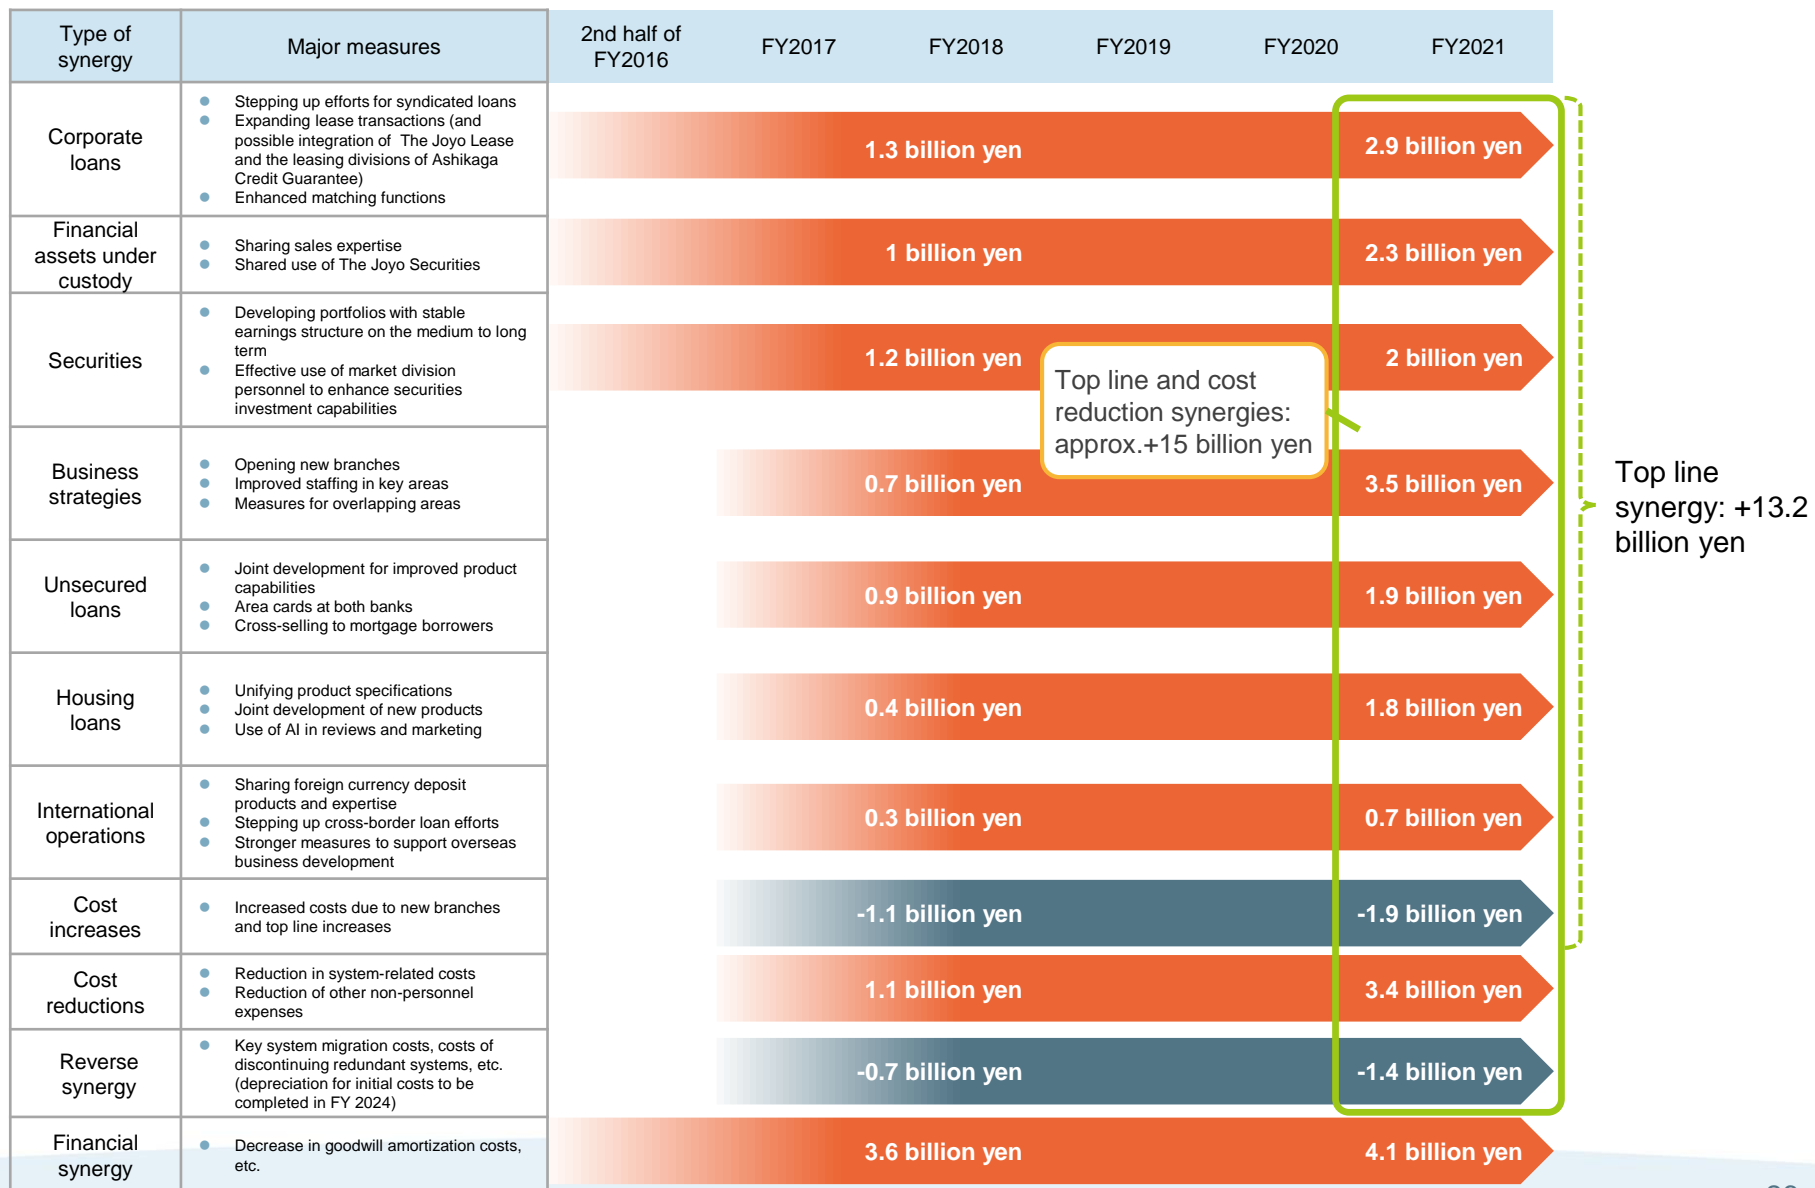 Type of
synergy
Major measures
2nd half of
FY2016
FY2017
FY2018
FY2019
FY2020
FY2021
Corporate
loans
Stepping up efforts for syndicated loans
Expanding lease transactions (and
possible integration of The Joyo Lease
and the leasing divisions of Ashikaga
Credit Guarantee)
Enhanced matching functions
1.3 billion yen
2.9 billion yen
Financial
assets under
custody
Sharing sales expertise
Shared use of The Joyo Securities
1 billion yen
2.3 billion yen
Securities
Developing portfolios with stable
earnings structure on the medium to long
term
Effective use of market division
personnel to enhance securities
investment capabilities
1.2 billion yen
2 billion yen
Top line and cost
reduction synergies:
approx.+15 billion yen
Business
strategies
Opening new branches
Improved staffing in key areas
Measures for overlapping areas
0.7 billion yen
3.5 billion yen
Top line
synergy: +13.2
billion yen
Unsecured
loans
Joint development for improved product
capabilities
Area cards at both banks
Cross-selling to mortgage borrowers
0.9 billion yen
1.9 billion yen
Housing
loans
Unifying product specifications
Joint development of new products
Use of AI in reviews and marketing
0.4 billion yen
1.8 billion yen
International
operations
Sharing foreign currency deposit
products and expertise
Stepping up cross-border loan efforts
Stronger measures to support overseas
business development
0.3 billion yen
0.7 billion yen
Cost
increases
Increased costs due to new branches
and top line increases
-1.1 billion yen
-1.9 billion yen
Cost
reductions
Reduction in system-related costs
Reduction of other non-personnel
expenses
1.1 billion yen
3.4 billion yen
Reverse
synergy
Key system migration costs, costs of
discontinuing redundant systems, etc.
(depreciation for initial costs to be
completed in FY 2024)
-0.7 billion yen
-1.4 billion yen
Financial
synergy
Decrease in goodwill amortization costs,
etc.
3.6 billion yen
4.1 billion yen